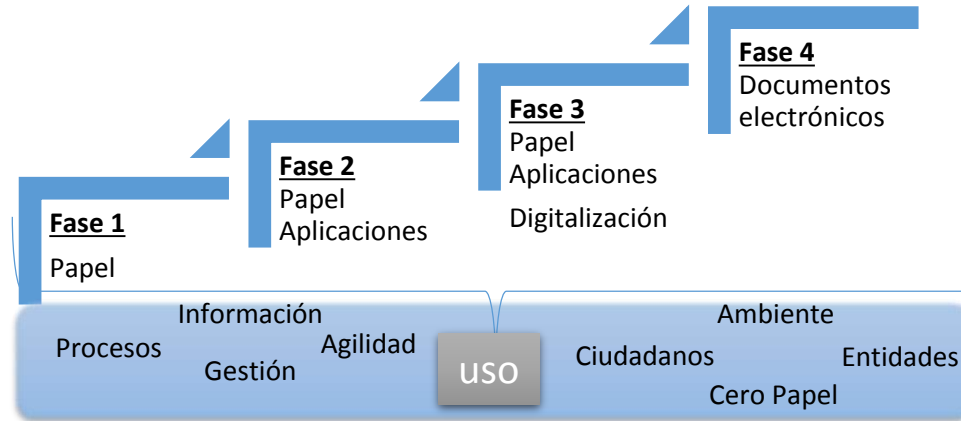 Fase 1
Papel
Fase 2
Papel
Aplicaciones
Fase 3
Papel
Aplicaciones
Digitalización
Fase 4
Documentos
electrónicos
Información
Procesos
Agilidad
Gestión
uso
Ambiente
Ciudadanos
Entidades
Cero Papel